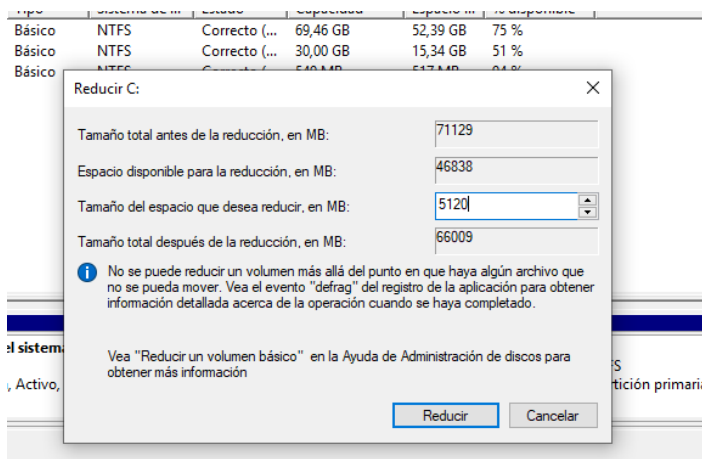 Básico NTFS Correcto (... 69,46 GB 52,39 GB 75 %
Básico NTFS Correcto (... 30,00 GB 15,34 GB 51 %
Básico
Reducir C:
Tamaño total antes de la reducción, en MB: 71129
Espacio disponible para la reducción, en MB: 46838
Tamaño del espacio que desea reducir, en MB: 5120
Tamaño total después de la reducción, en MB: 66009
No se puede reducir un volumen más allá del punto en que haya algún archivo que
no se pueda mover. Vea el evento "defrag" del registro de la aplicación para obtener
información detallada acerca de la operación cuando se haya completado.
el sistema
Vea "Reducir un volumen básico" en la Ayuda de Administración de discos para
obtener más información
, Activo,
Reducir Cancelar